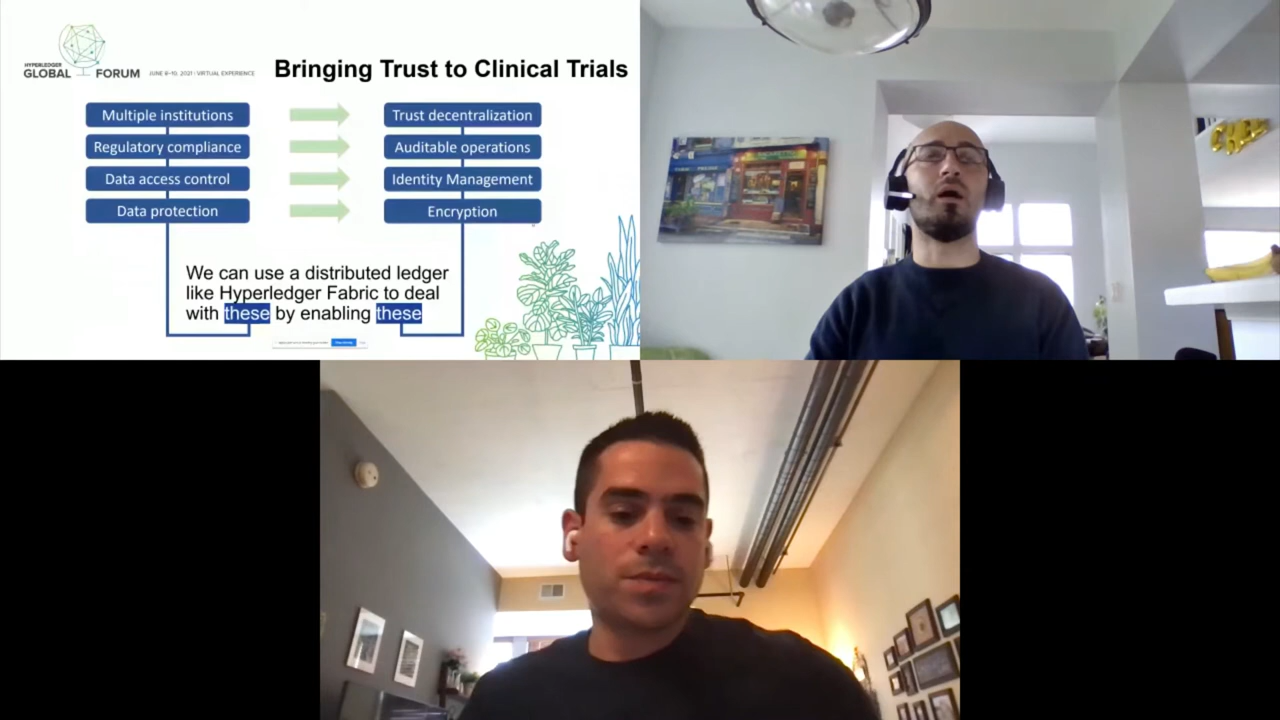 HYPERLEDGER
GLOBAL FORUM
JUNE 8–10, 2021 · VIRTUAL EXPERIENCE
Bringing Trust to Clinical Trials
Multiple institutions
Trust decentralization
Regulatory compliance
Auditable operations
Data access control
Identity Management
Data protection
Encryption
We can use a distributed ledger
like Hyperledger Fabric to deal
with these by enabling these